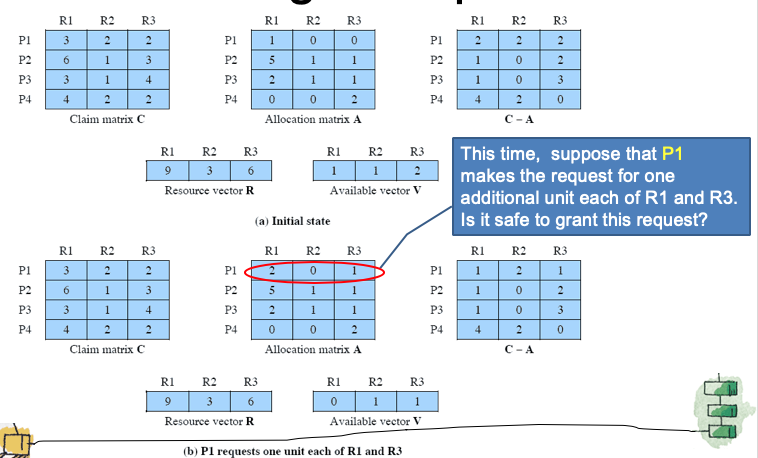 R1 R2 R3 R1 R2 R3 R1 R2 R3
P1 3 2 2 P1 1 0 0 P1 2 2 2
P2 6 1 3 P2 5 1 1 P2 1 0 2
P3 3 1 4 P3 2 1 1 P3 1 0 3
P4 4 2 2 P4 0 0 2 P4 4 2 0
Claim matrix C Allocation matrix A C – A
R1 R2 R3 R1 R2 R3
9 3 6 1 1 2
Resource vector R Available vector V
(a) Initial state
This time, suppose that P1
makes the request for one
additional unit each of R1 and R3.
Is it safe to grant this request?
R1 R2 R3 R1 R2 R3 R1 R2 R3
P1 3 2 2 P1 2 0 1 P1 1 2 1
P2 6 1 3 P2 5 1 1 P2 1 0 2
P3 3 1 4 P3 2 1 1 P3 1 0 3
P4 4 2 2 P4 0 0 2 P4 4 2 0
Claim matrix C Allocation matrix A C – A
R1 R2 R3 R1 R2 R3
9 3 6 0 1 1
Resource vector R Available vector V
(b) P1 requests one unit each of R1 and R3